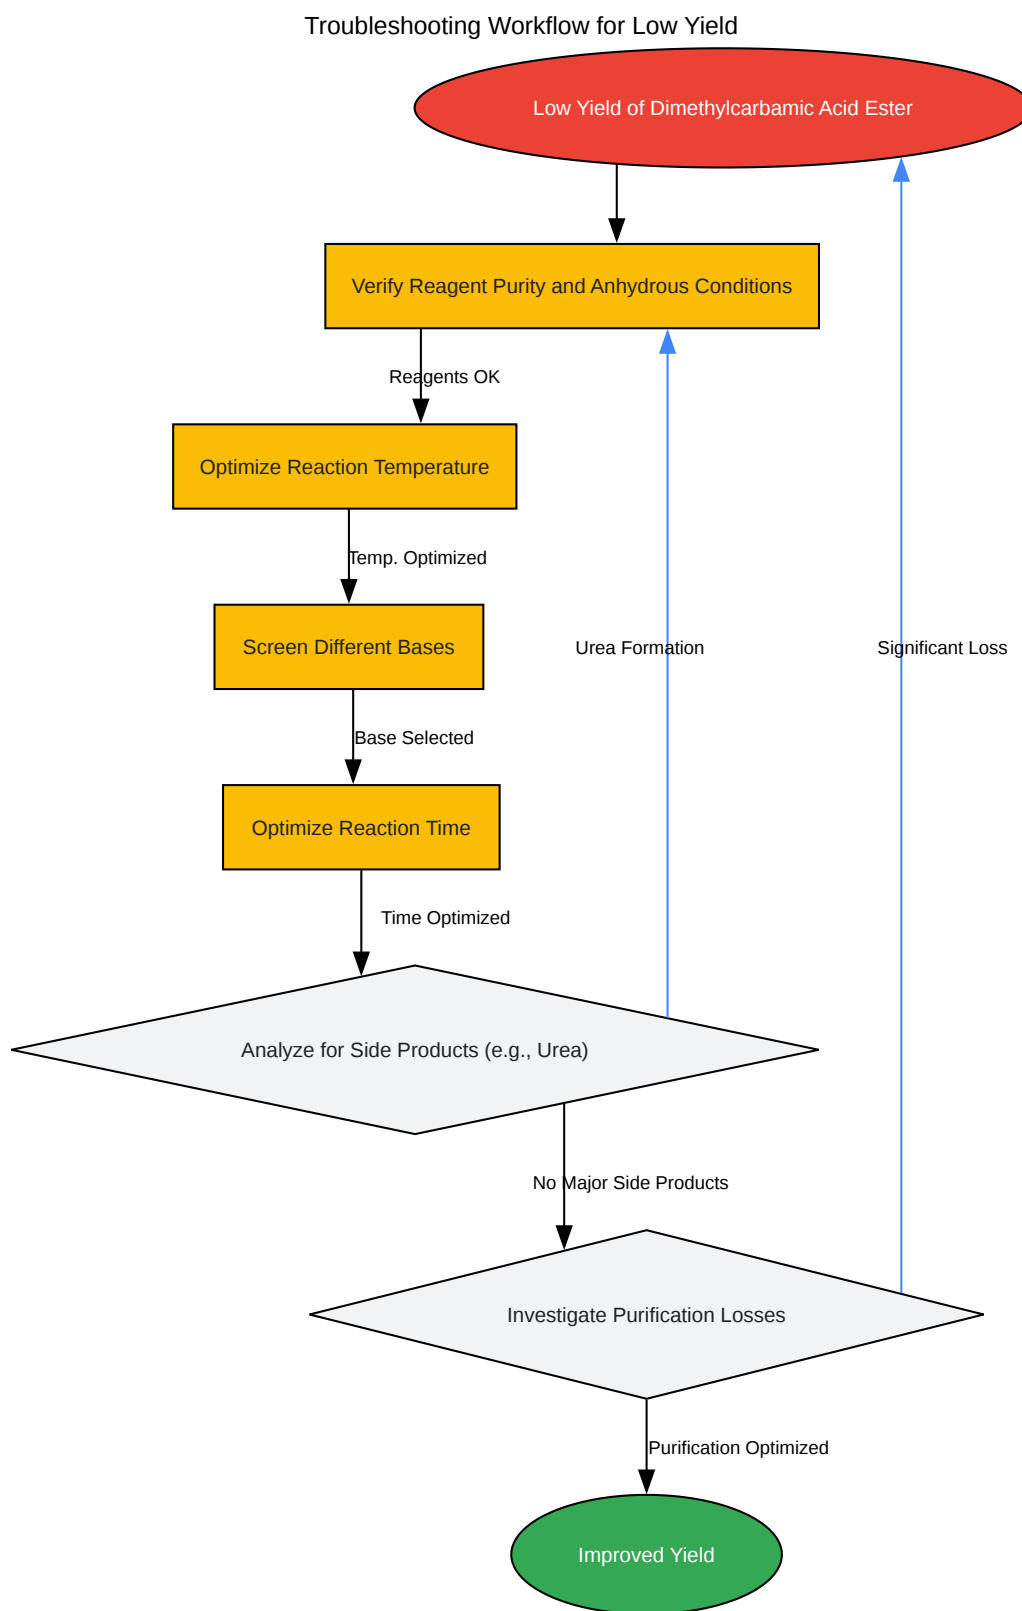 Troubleshooting Workflow for Low Yield
Low Yield of Dimethylcarbamic Acid Ester
Verify Reagent Purity and Anhydrous Conditions
Reagents OK
Optimize Reaction Temperature
Temp. Optimized
Screen Different Bases
Urea Formation
Significant Loss
Base Selected
Optimize Reaction Time
Time Optimized
Analyze for Side Products (e.g., Urea)
No Major Side Products
Investigate Purification Losses
Purification Optimized
Improved Yield